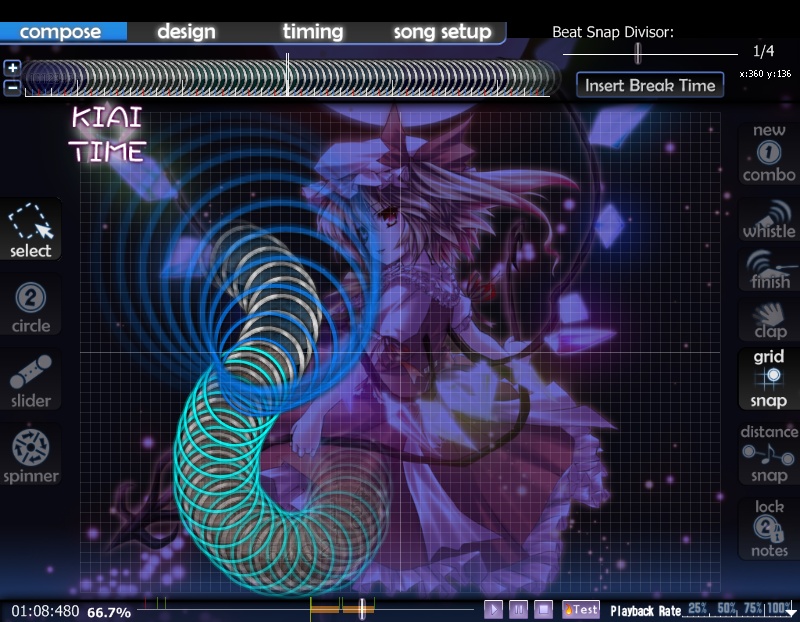 compose design timing song setup Beat Snap Divisor:
1/4
x:360 y:136
+
-
Insert Break Time
KIAI
TIME
new
1
combo
select
whistle
finish
2
circle
clap
grid
snap
slider
distance
snap
spinner
lock
2
notes
01:08:480 66.7% Test Playback Rate 25% 50% 75% 100%